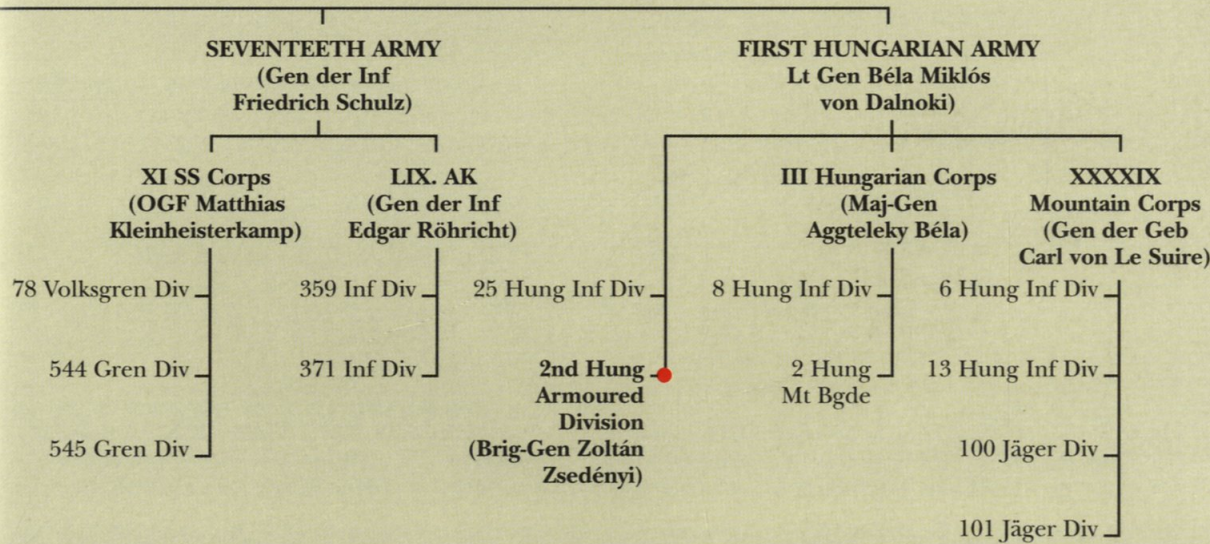 SEVENTEETH ARMY
(Gen der Inf
Friedrich Schulz)
FIRST HUNGARIAN ARMY
Lt Gen Béla Miklós
von Dalnoki)
XI SS Corps
(OGF Matthias
Kleinheisterkamp)
LIX. AK
(Gen der Inf
Edgar Röhricht)
III Hungarian Corps
(Maj-Gen
Aggteleky Béla)
XXXXIX
Mountain Corps
(Gen der Geb
Carl von Le Suire)
78 Volksgren Div
544 Gren Div
545 Gren Div
359 Inf Div
371 Inf Div
25 Hung Inf Div
2nd Hung
Armoured
Division
(Brig-Gen Zoltán
Zsedényi)
8 Hung Inf Div
2 Hung
Mt Bgde
6 Hung Inf Div
13 Hung Inf Div
100 Jäger Div
101 Jäger Div